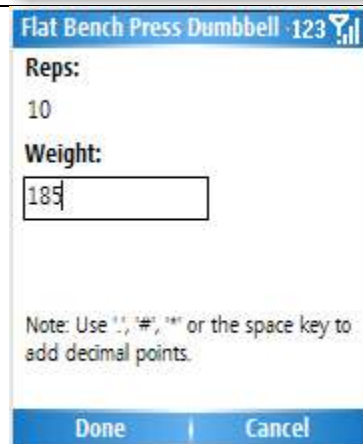 Flat Bench Press Dumbbell 123
Reps:
10
Weight:
185
Note: Use '.', '#', '*' or the space key to
add decimal points.
Done Cancel